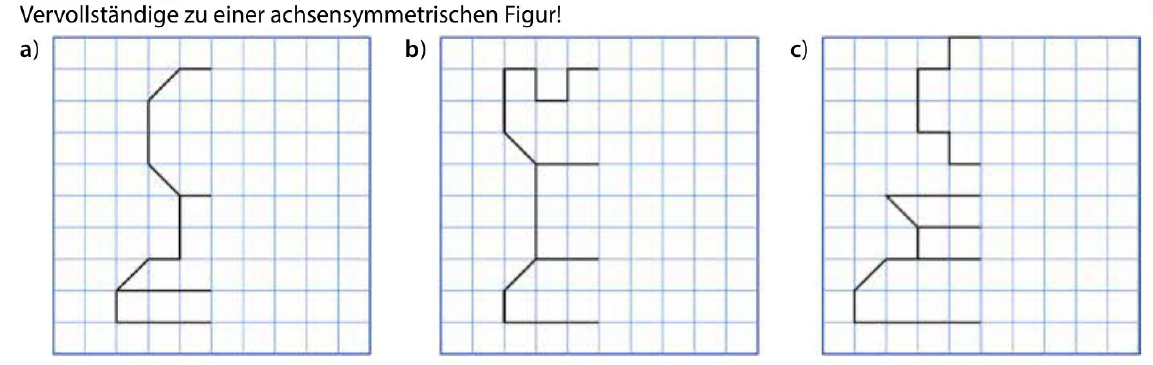 Vervollständige zu einer achsensymmetrischen Figur!
a) b) c)